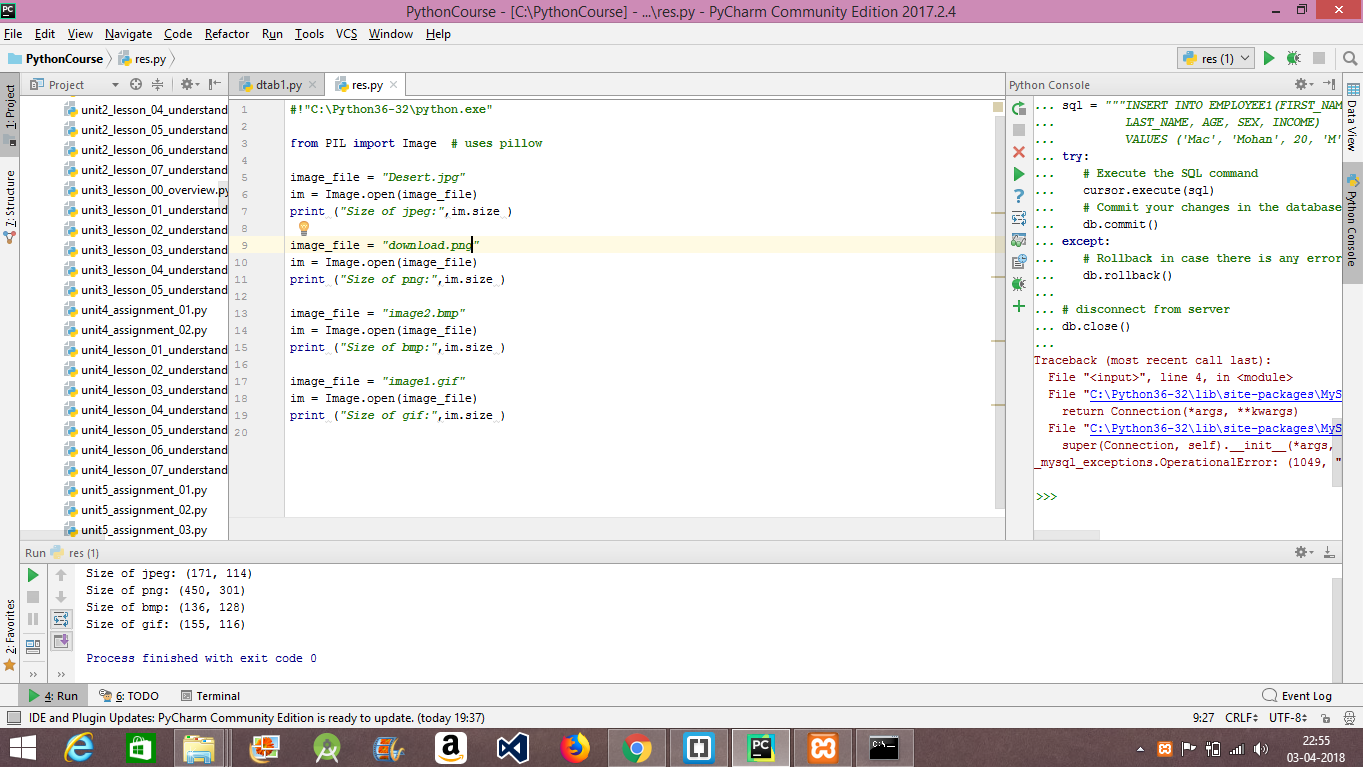 PythonCourse - [C:\PythonCourse] - ...\res.py - PyCharm Community Edition 2017.2.4
File Edit View Navigate Code Refactor Run Tools VCS Window Help
PythonCourse res.py
res (1)
1: Project
7: Structure
2: Favorites
Project
unit2_lesson_04_understand
unit2_lesson_05_understand
unit2_lesson_06_understand
unit2_lesson_07_understand
unit3_lesson_00_overview.py
unit3_lesson_01_understand
unit3_lesson_02_understand
unit3_lesson_03_understand
unit3_lesson_04_understand
unit3_lesson_05_understand
unit4_assignment_01.py
unit4_assignment_02.py
unit4_lesson_01_understand
unit4_lesson_02_understand
unit4_lesson_03_understand
unit4_lesson_04_understand
unit4_lesson_05_understand
unit4_lesson_06_understand
unit4_lesson_07_understand
unit5_assignment_01.py
unit5_assignment_02.py
unit5_assignment_03.py
dtab1.py res.py
1 #!"C:\Python36-32\python.exe"
2
3 from PIL import Image # uses pillow
4
5 image_file = "Desert.jpg"
6 im = Image.open(image_file)
7 print ("Size of jpeg:",im.size )
8
9 image_file = "download.png"
10 im = Image.open(image_file)
11 print ("Size of png:",im.size )
12
13 image_file = "image2.bmp"
14 im = Image.open(image_file)
15 print ("Size of bmp:",im.size )
16
17 image_file = "image1.gif"
18 im = Image.open(image_file)
19 print ("Size of gif:",im.size )
20
Python Console
... sql = """INSERT INTO EMPLOYEE1(FIRST_NAM
... LAST_NAME, AGE, SEX, INCOME)
... VALUES ('Mac', 'Mohan', 20, 'M'
... try:
... # Execute the SQL command
... cursor.execute(sql)
... # Commit your changes in the database
... db.commit()
... except:
... # Rollback in case there is any error
... db.rollback()
...
... # disconnect from server
... db.close()
...
Traceback (most recent call last):
File "<input>", line 4, in <module>
File "C:\Python36-32\lib\site-packages\MyS
return Connection(*args, **kwargs)
File "C:\Python36-32\lib\site-packages\MyS
super(Connection, self).__init__(*args,
_mysql_exceptions.OperationalError: (1049, "
>>>
Data View
Python Console
Run res (1)
Size of jpeg: (171, 114)
Size of png: (450, 301)
Size of bmp: (136, 128)
Size of gif: (155, 116)
Process finished with exit code 0
4: Run 6: TODO Terminal Event Log
IDE and Plugin Updates: PyCharm Community Edition is ready to update. (today 19:37) 9:27 CRLF UTF-8
22:55
03-04-2018